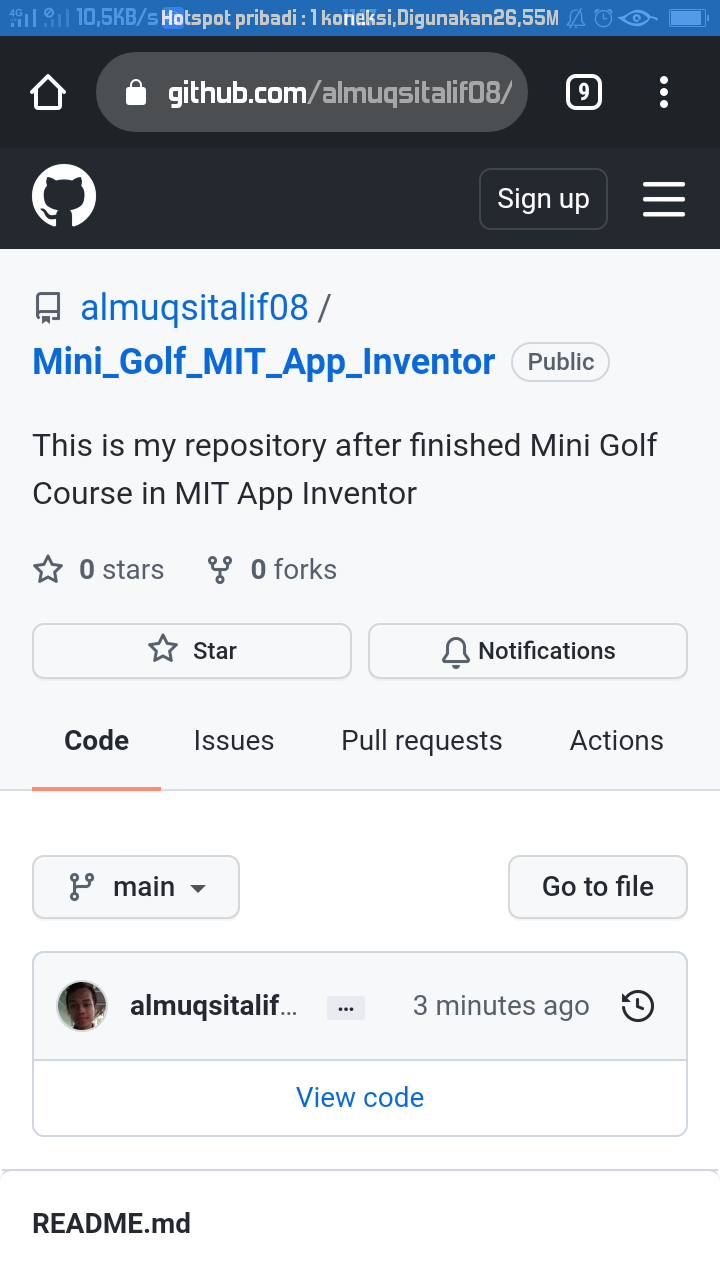 4G 10,5KB/s Hotspot pribadi : 1 koneksi,Digunakan26,55M
github.com/almuqsitalif08/
9
Sign up
almuqsitalif08 /
Mini_Golf_MIT_App_Inventor Public
This is my repository after finished Mini Golf
Course in MIT App Inventor
0 stars 0 forks
Star Notifications
Code Issues Pull requests Actions
main Go to file
almuqsitalif... ... 3 minutes ago
View code
README.md